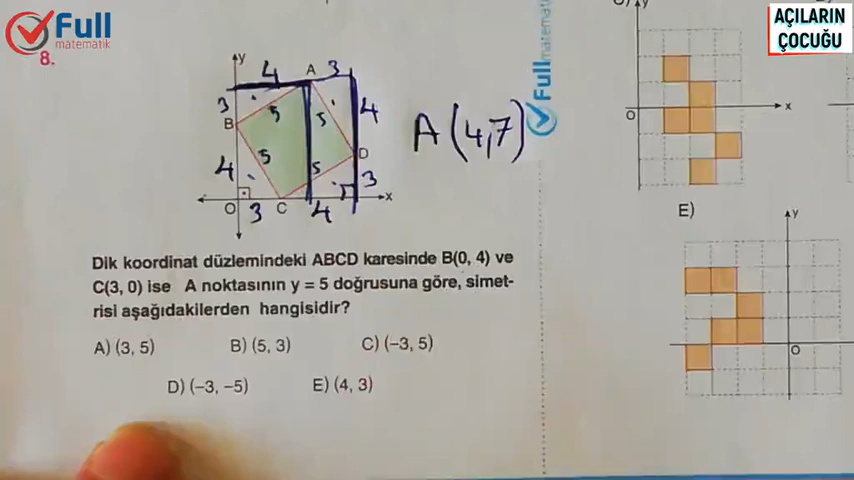 Full
matematik
8.
AÇILARIN
ÇOCUĞU
Fullmatematik
y
4
A
3
3
5
5
4
B
A(4,7)
4
5
5
D
3
O
3
C
4
x
Dik koordinat düzlemindeki ABCD karesinde B(0, 4) ve
C(3, 0) ise A noktasının y = 5 doğrusuna göre, simet-
risi aşağıdakilerden hangisidir?
A) (3, 5) B) (5, 3) C) (−3, 5)
D) (−3, −5) E) (4, 3)
y
x
O
E)
y
O